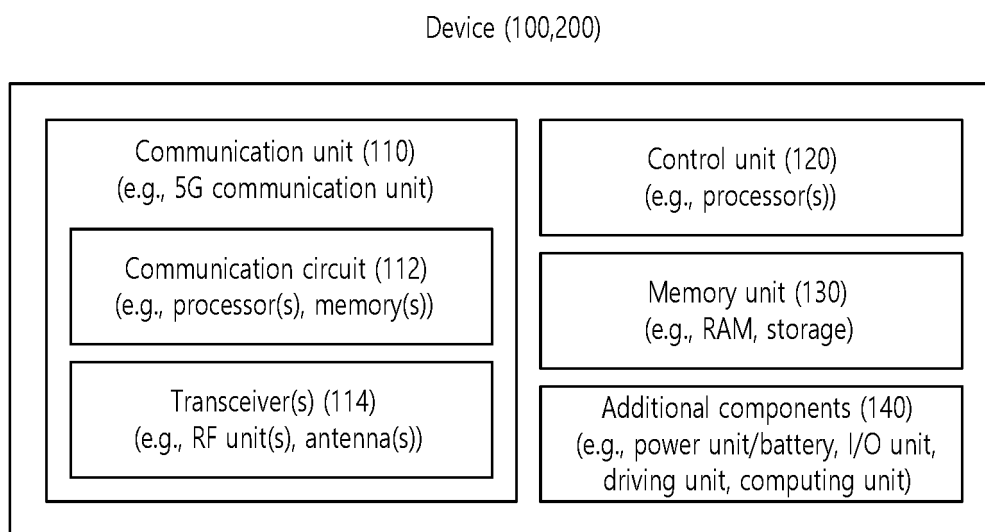 Device (100,200)
Communication unit (110)
(e.g., 5G communication unit)
Communication circuit (112)
(e.g., processor(s), memory(s))
Transceiver(s) (114)
(e.g., RF unit(s), antenna(s))
Control unit (120)
(e.g., processor(s))
Memory unit (130)
(e.g., RAM, storage)
Additional components (140)
(e.g., power unit/battery, I/O unit,
driving unit, computing unit)